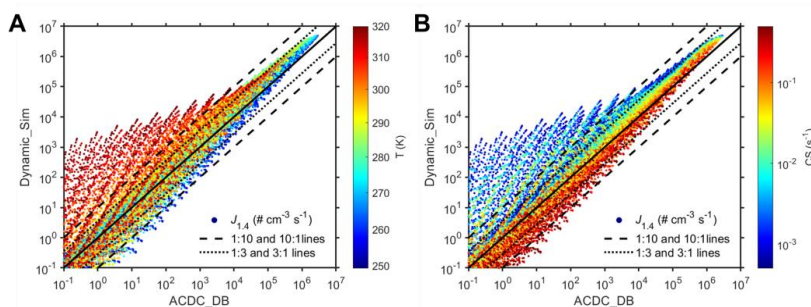 A
10⁷
10⁶
10⁵
10⁴
10³
10²
10¹
10⁰
10⁻¹
Dynamic_Sim
J₁.₄ (# cm⁻³ s⁻¹)
1:10 and 10:1lines
1:3 and 3:1 lines
10⁻¹ 10⁰ 10¹ 10² 10³ 10⁴ 10⁵ 10⁶ 10⁷
ACDC_DB
320
310
300
290
280
270
260
250
T (K)
B
10⁷
10⁶
10⁵
10⁴
10³
10²
10¹
10⁰
10⁻¹
Dynamic_Sim
J₁.₄ (# cm⁻³ s⁻¹)
1:10 and 10:1lines
1:3 and 3:1 lines
10⁻¹ 10⁰ 10¹ 10² 10³ 10⁴ 10⁵ 10⁶ 10⁷
ACDC_DB
10⁻¹
10⁻²
10⁻³
CS (s⁻¹)